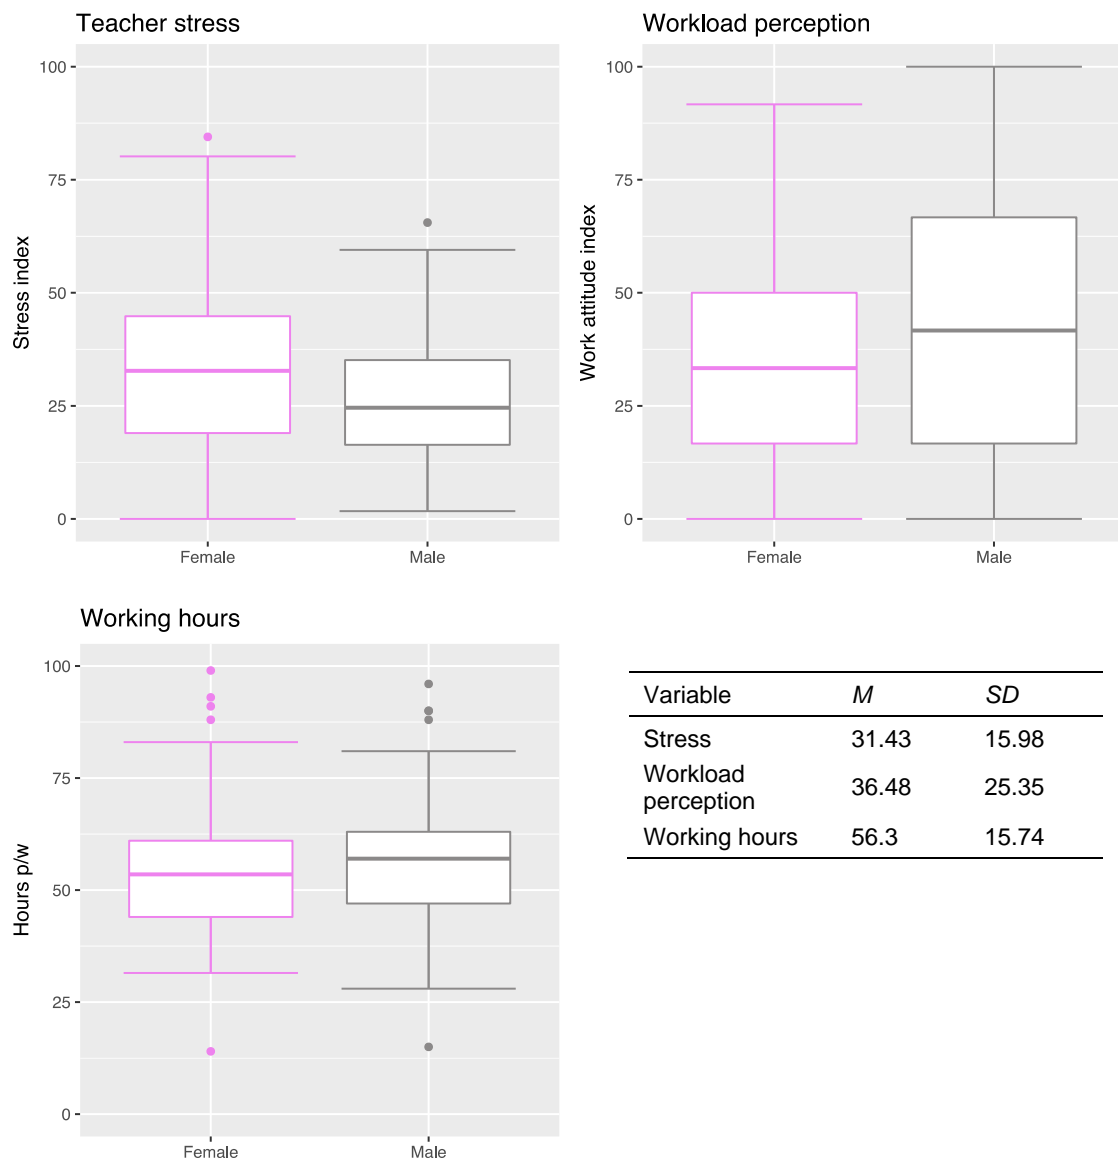 Teacher stress
100
75
50
25
0
Stress index
Female Male
Workload perception
100
75
50
25
0
Work attitude index
Female Male
Working hours
100
75
50
25
0
Hours p/w
Female Male
Variable M SD
Stress 31.43 15.98
Workload
perception 36.48 25.35
Working hours 56.3 15.74